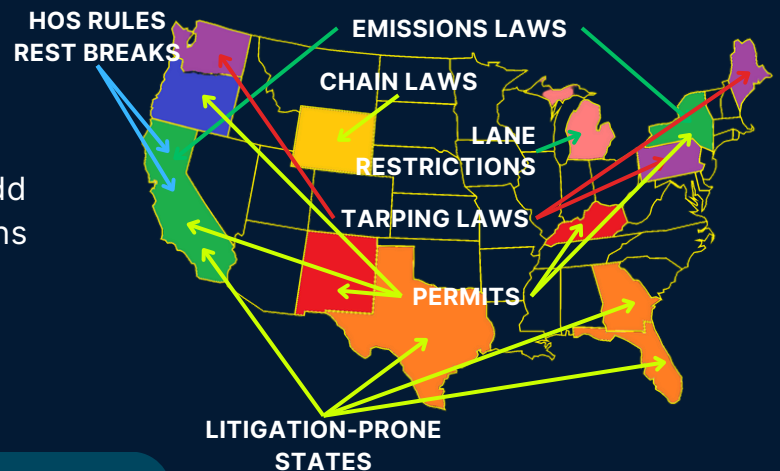 HOS RULES
REST BREAKS
EMISSIONS LAWS
CHAIN LAWS
LANE
RESTRICTIONS
TARPING LAWS
PERMITS
LITIGATION-PRONE
STATES